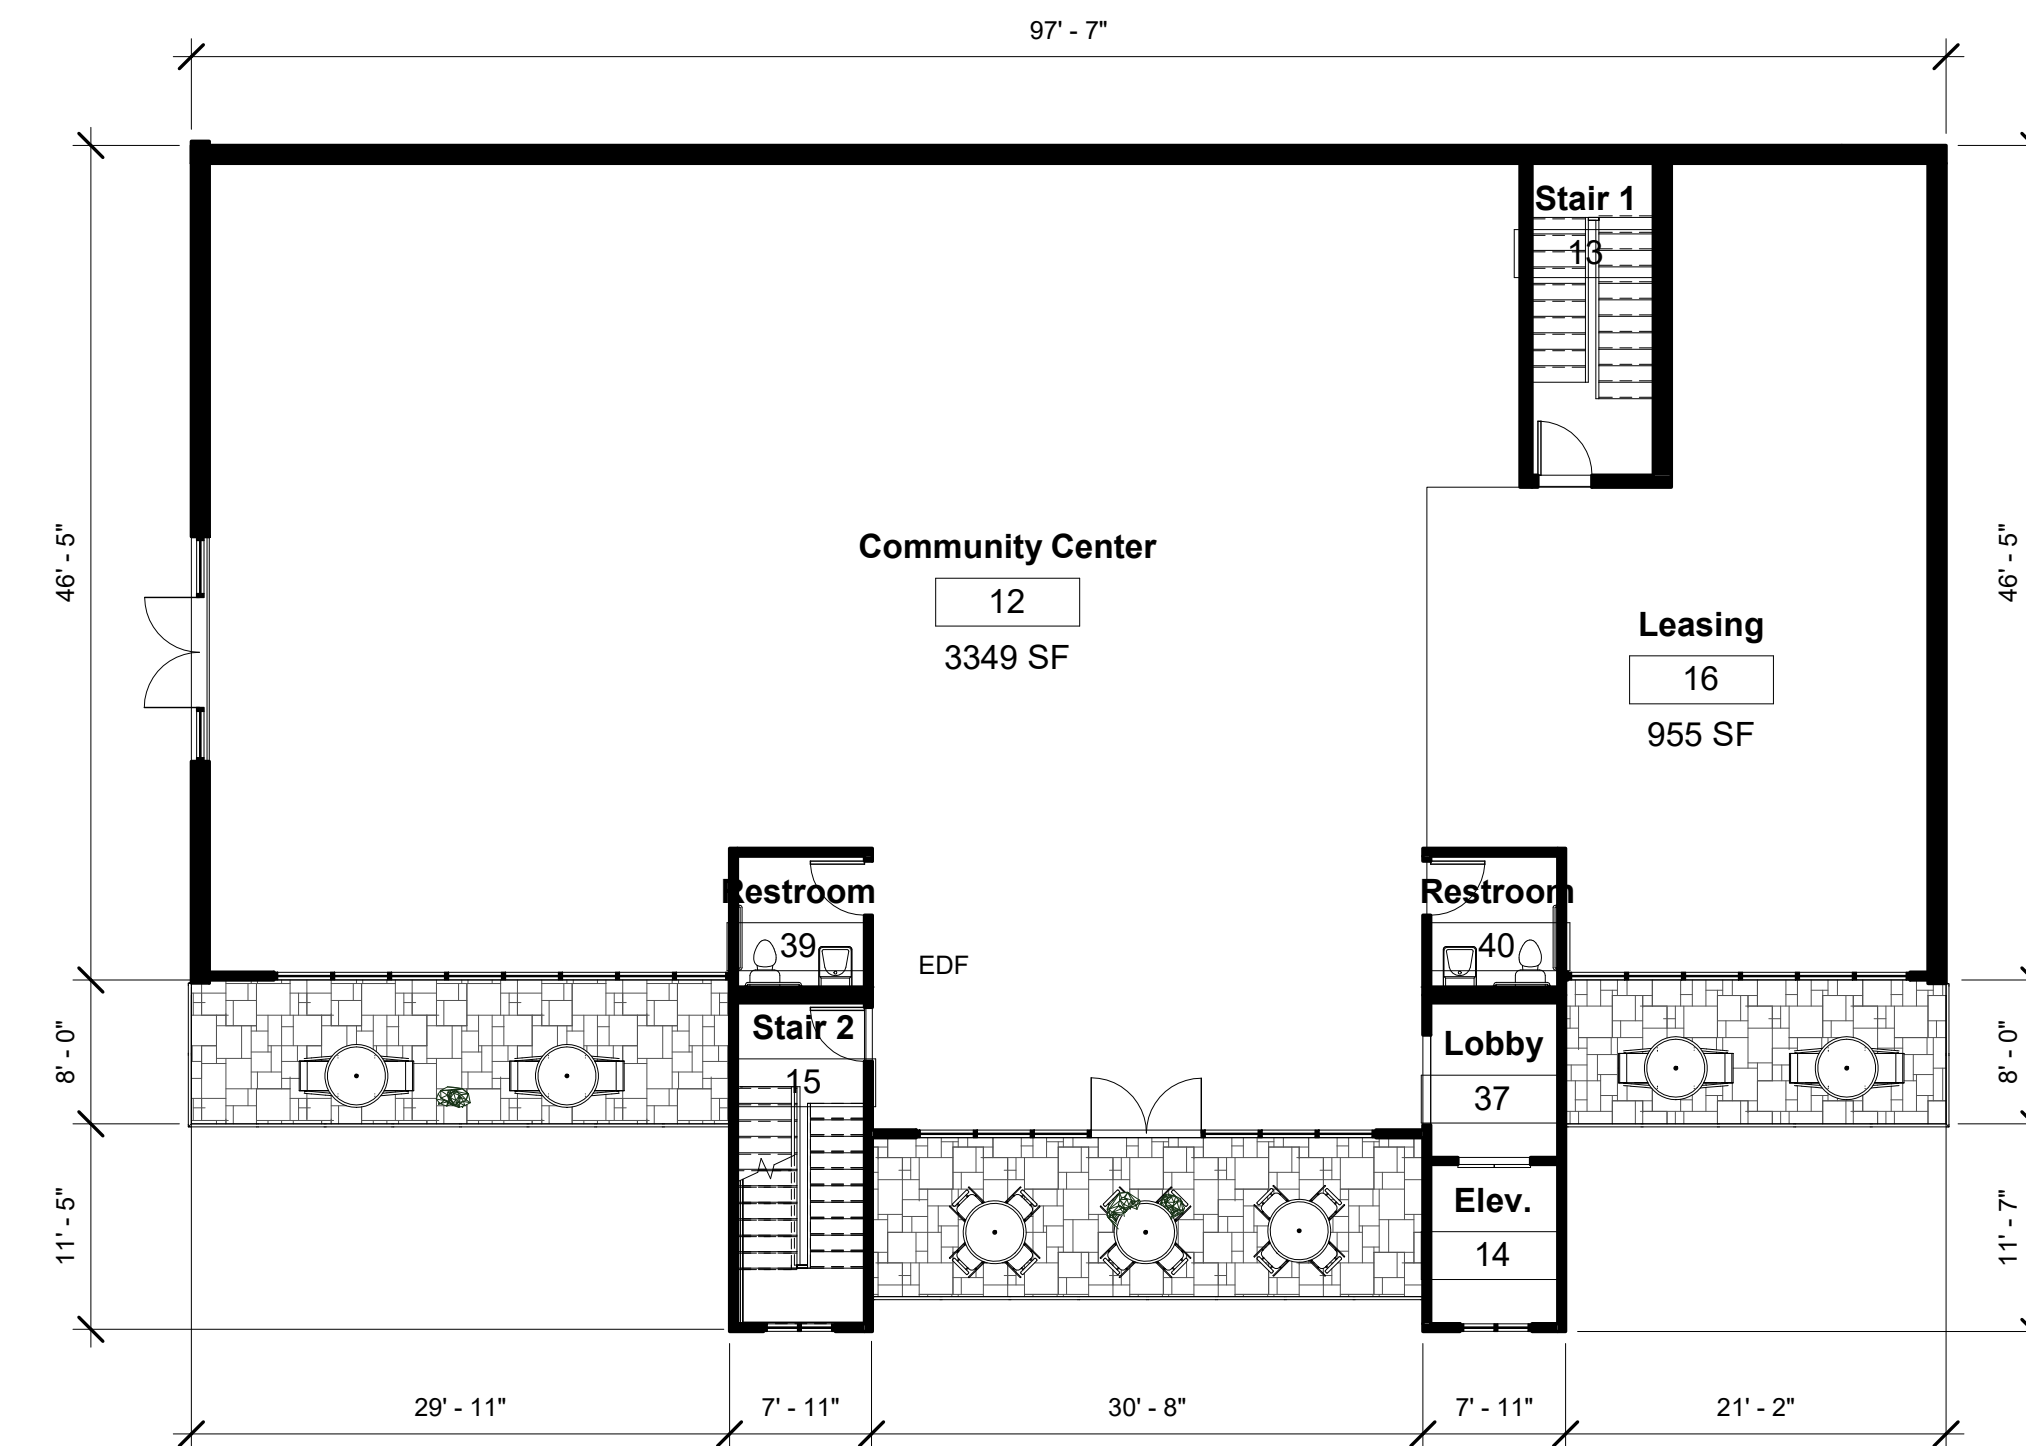 97' - 7"
Stair 1
13
46' - 5"
46' - 5"
Community Center
12
3349 SF
Leasing
16
955 SF
Restroom
39
EDF
Restroom
40
8' - 0"
Stair 2
15
Lobby
37
8' - 0"
11' - 5"
Elev.
14
11' - 7"
29' - 11"
7' - 11"
30' - 8"
7' - 11"
21' - 2"